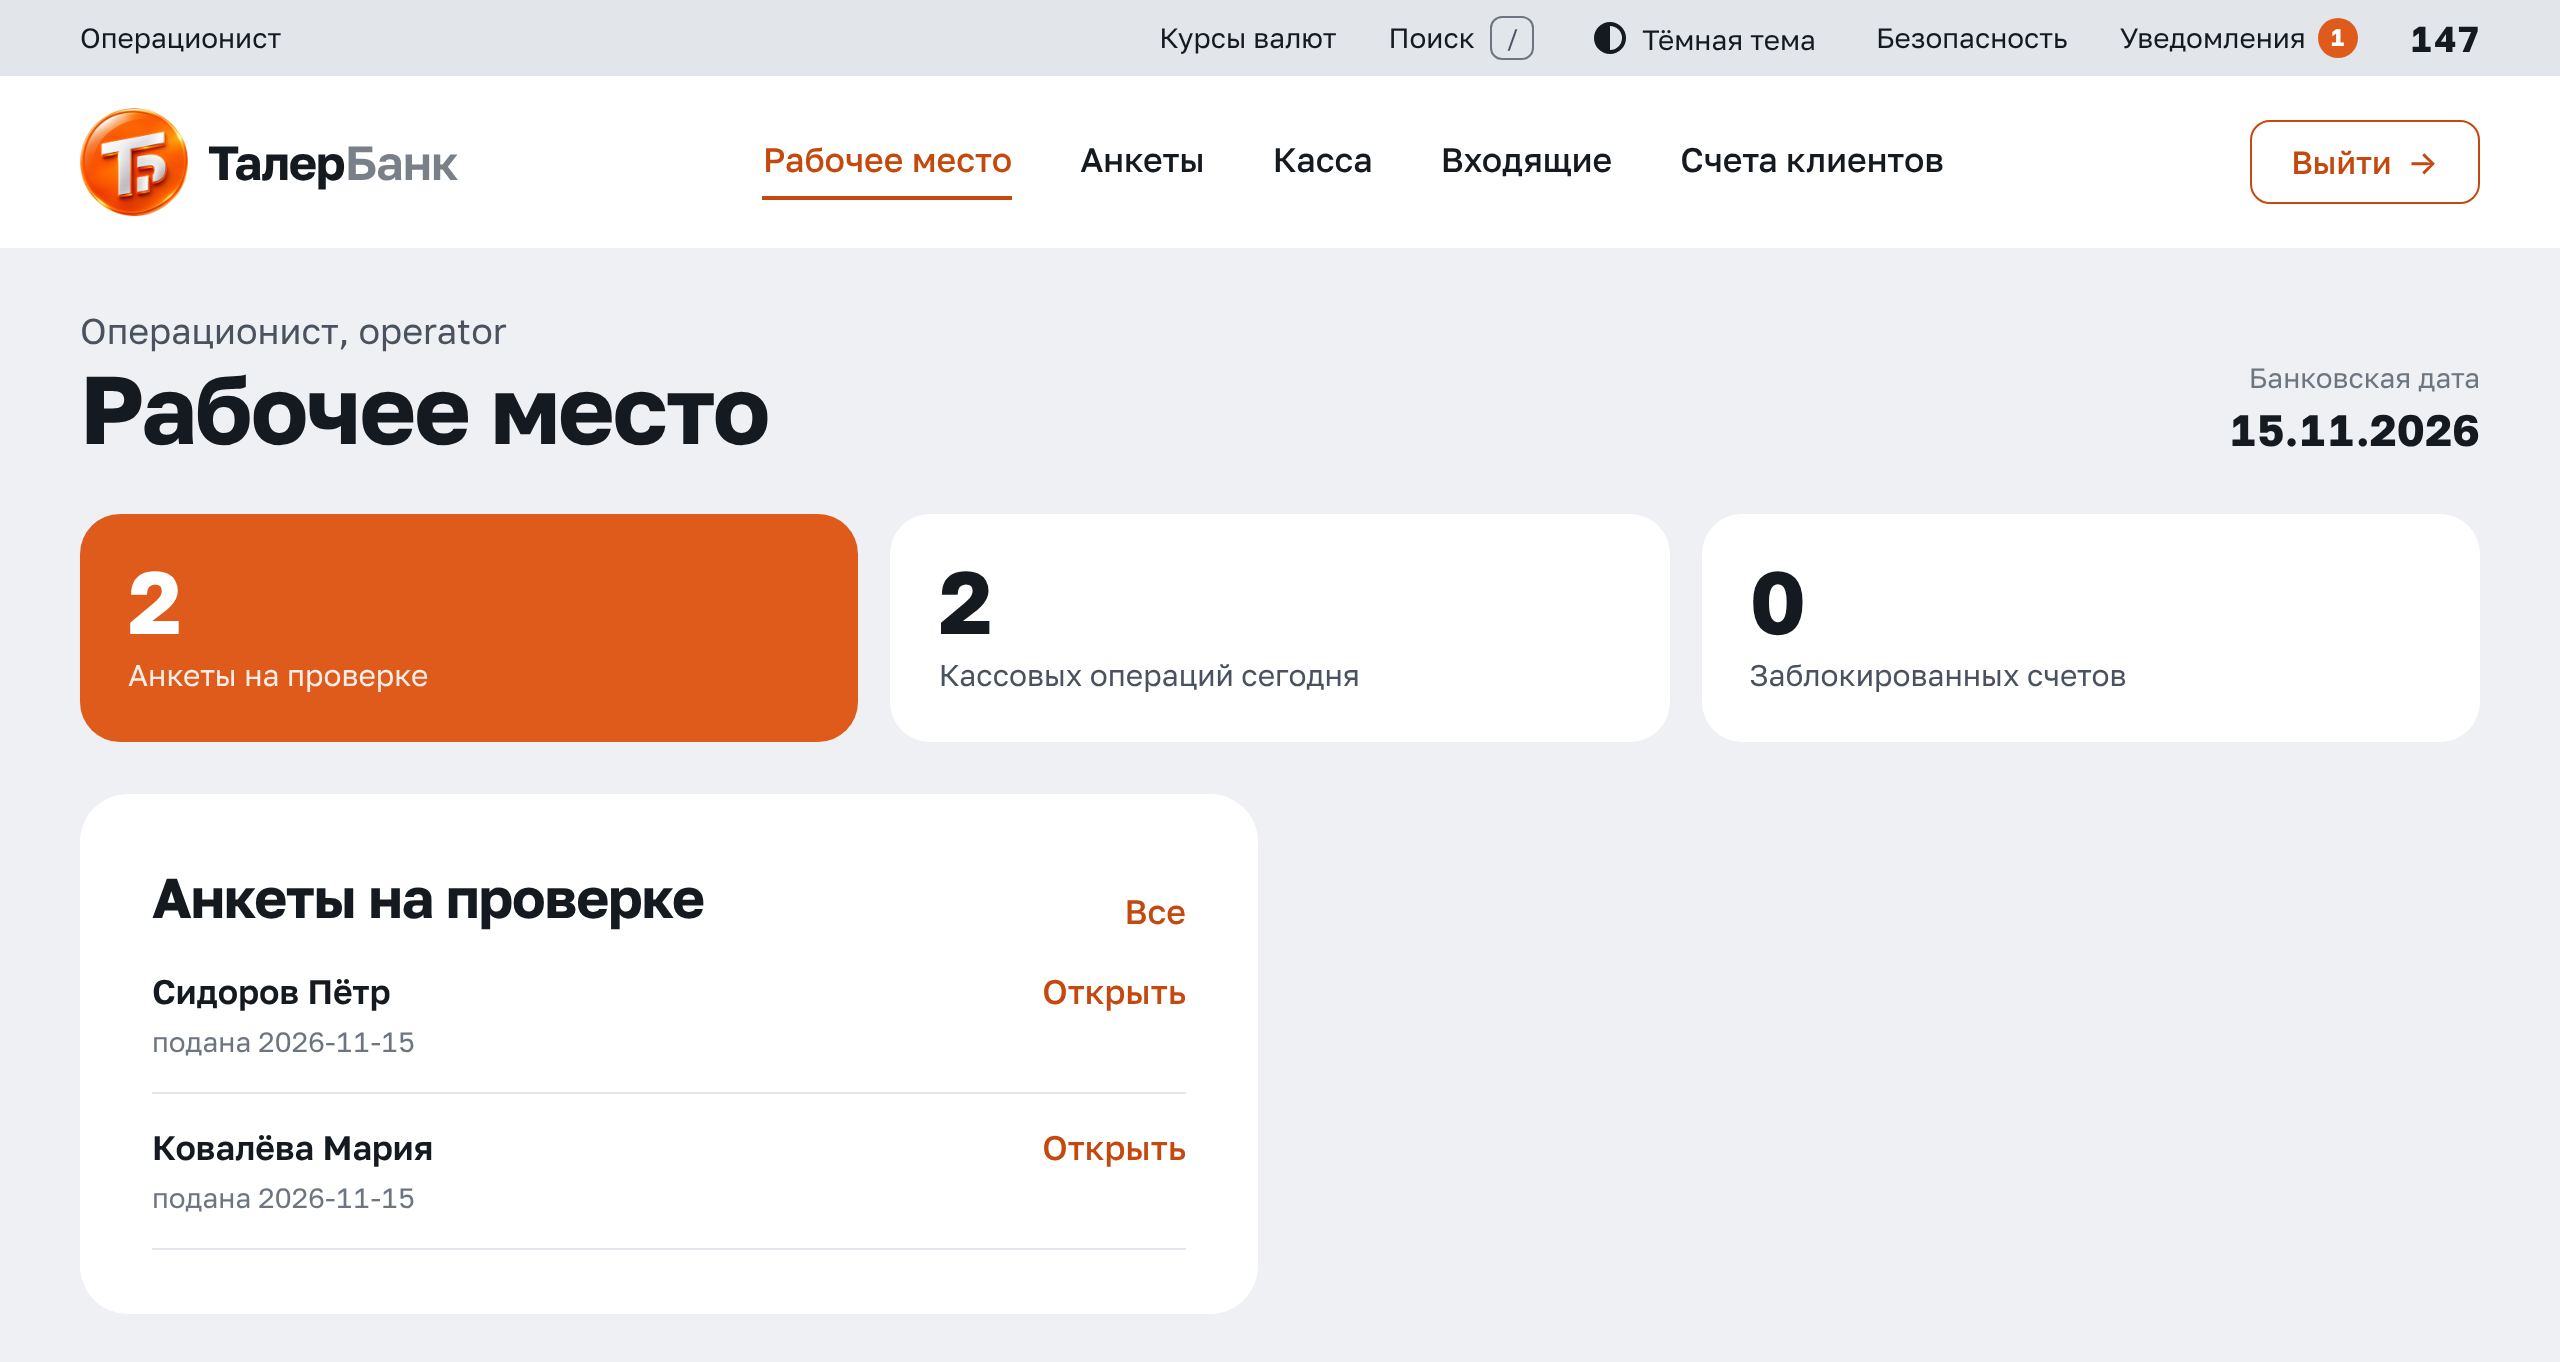 Операционист
Курсы валют
Поиск /
Тёмная тема
Безопасность
Уведомления 1
147
ТР ТалерБанк
Рабочее место
Анкеты
Касса
Входящие
Счета клиентов
Выйти →
Операционист, operator
Рабочее место
Банковская дата
15.11.2026
2
Анкеты на проверке
2
Кассовых операций сегодня
0
Заблокированных счетов
Анкеты на проверке
Все
Сидоров Пётр
Открыть
подана 2026-11-15
Ковалёва Мария
Открыть
подана 2026-11-15